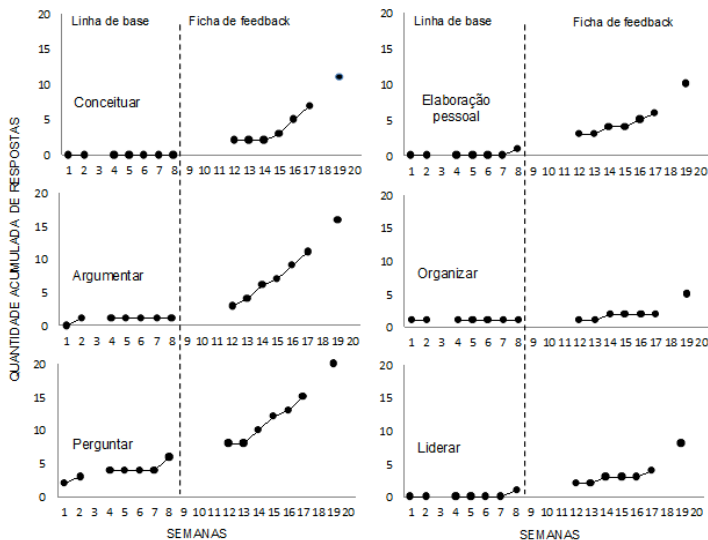 QUANTIDADE ACUMULADA DE RESPOSTAS
Linha de base Ficha de feedback
20
15
10
5
0
Conceituar
1 2 3 4 5 6 7 8 9 10 11 12 13 14 15 16 17 18 19 20
20
15
10
5
0
Argumentar
1 2 3 4 5 6 7 8 9 10 11 12 13 14 15 16 17 18 19 20
20
15
10
5
0
Perguntar
1 2 3 4 5 6 7 8 9 10 11 12 13 14 15 16 17 18 19 20
SEMANAS
Linha de base Ficha de feedback
20
15
10
5
0
Elaboração
pessoal
1 2 3 4 5 6 7 8 9 10 11 12 13 14 15 16 17 18 19 20
20
15
10
5
0
Organizar
1 2 3 4 5 6 7 8 9 10 11 12 13 14 15 16 17 18 19 20
20
15
10
5
0
Liderar
1 2 3 4 5 6 7 8 9 10 11 12 13 14 15 16 17 18 19 20
SEMANAS